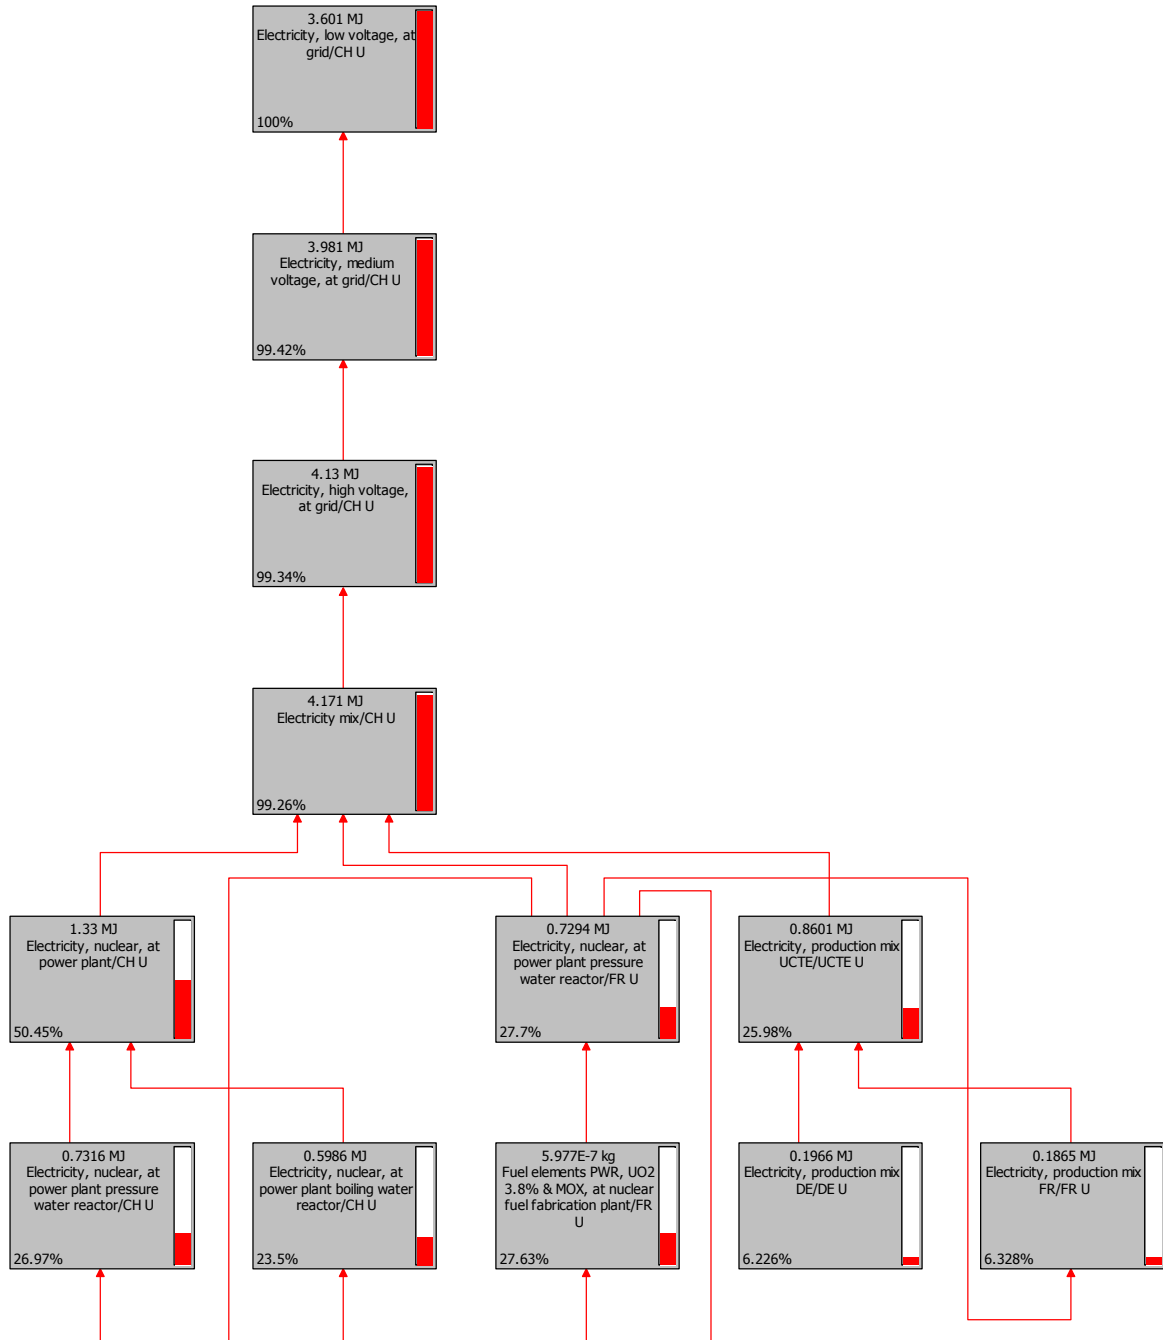 3.601 MJ
Electricity, low voltage, at
grid/CH U
100%
3.981 MJ
Electricity, medium
voltage, at grid/CH U
99.42%
4.13 MJ
Electricity, high voltage,
at grid/CH U
99.34%
4.171 MJ
Electricity mix/CH U
99.26%
1.33 MJ
Electricity, nuclear, at
power plant/CH U
50.45%
0.7294 MJ
Electricity, nuclear, at
power plant pressure
water reactor/FR U
27.7%
0.8601 MJ
Electricity, production mix
UCTE/UCTE U
25.98%
0.7316 MJ
Electricity, nuclear, at
power plant pressure
water reactor/CH U
26.97%
0.5986 MJ
Electricity, nuclear, at
power plant boiling water
reactor/CH U
23.5%
5.977E-7 kg
Fuel elements PWR, UO2
3.8% & MOX, at nuclear
fuel fabrication plant/FR
U
27.63%
0.1966 MJ
Electricity, production mix
DE/DE U
6.226%
0.1865 MJ
Electricity, production mix
FR/FR U
6.328%